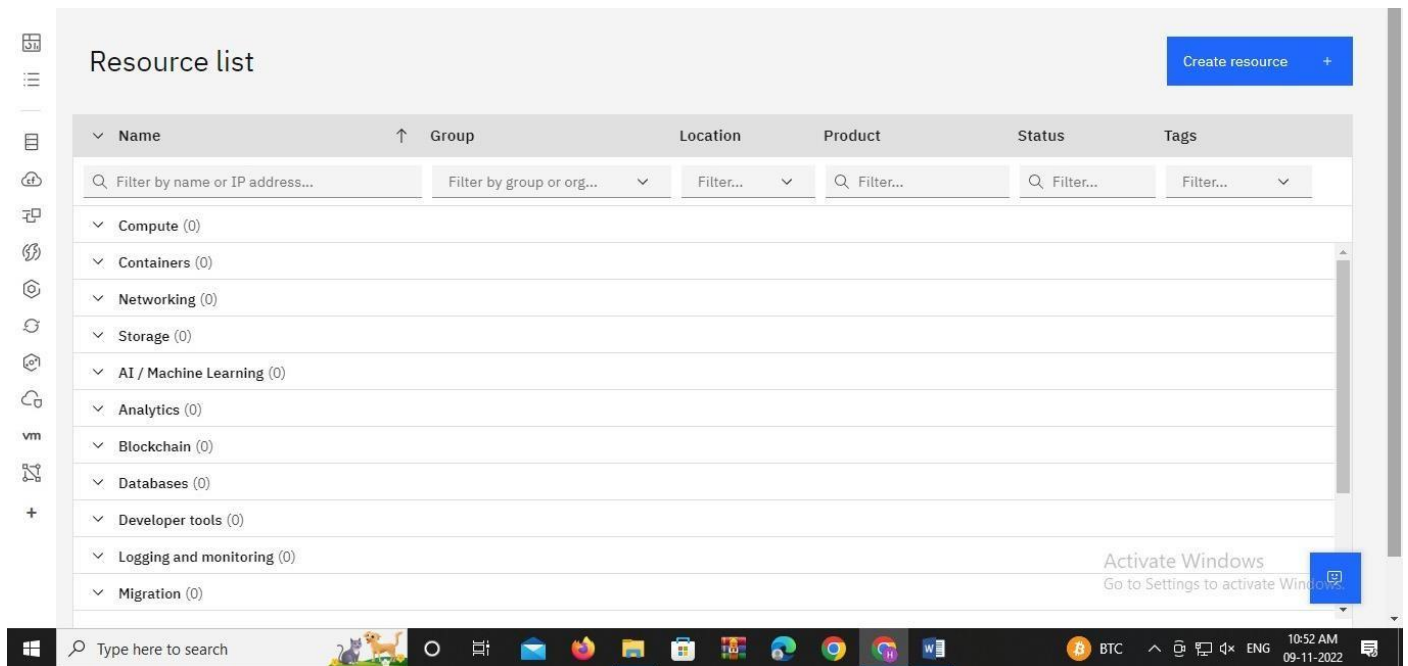 Resource list
Create resource +
Name Group Location Product Status Tags
Filter by name or IP address... Filter by group or org... Filter... Filter... Filter... Filter...
Compute (0)
Containers (0)
Networking (0)
Storage (0)
AI / Machine Learning (0)
Analytics (0)
Blockchain (0)
Databases (0)
Developer tools (0)
Logging and monitoring (0)
Migration (0)
vm
Activate Windows
Go to Settings to activate Windows.
Type here to search
BTC
ENG
10:52 AM
09-11-2022